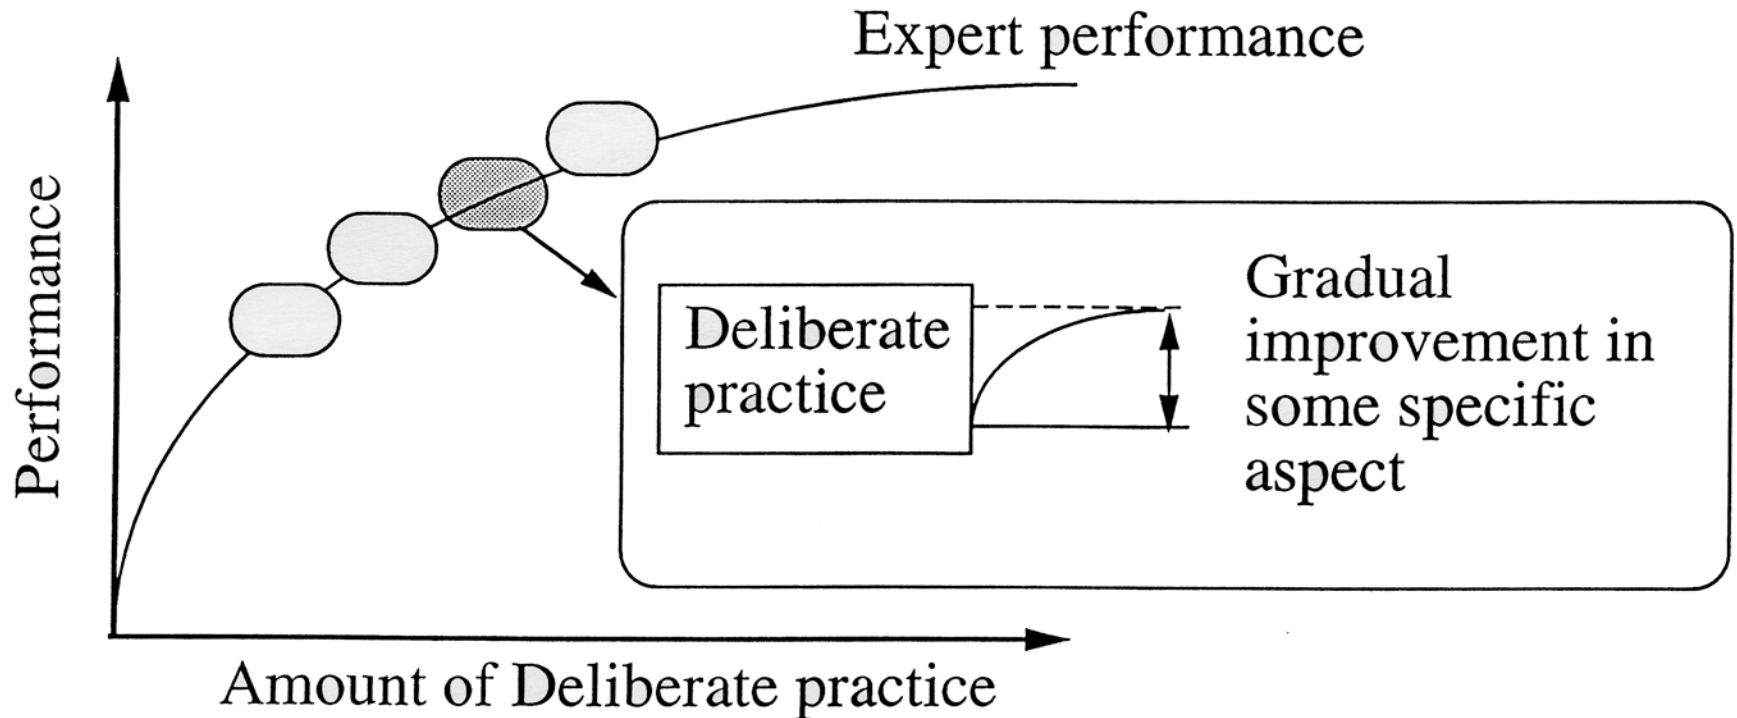 Expert performance
Performance
Deliberate
practice
Gradual
improvement in
some specific
aspect
Amount of Deliberate practice